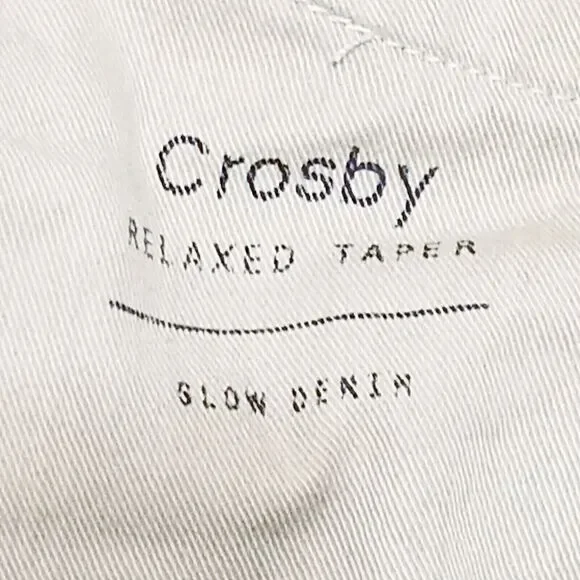 Crosby
RELAXED TAPER
SLOW DENIM